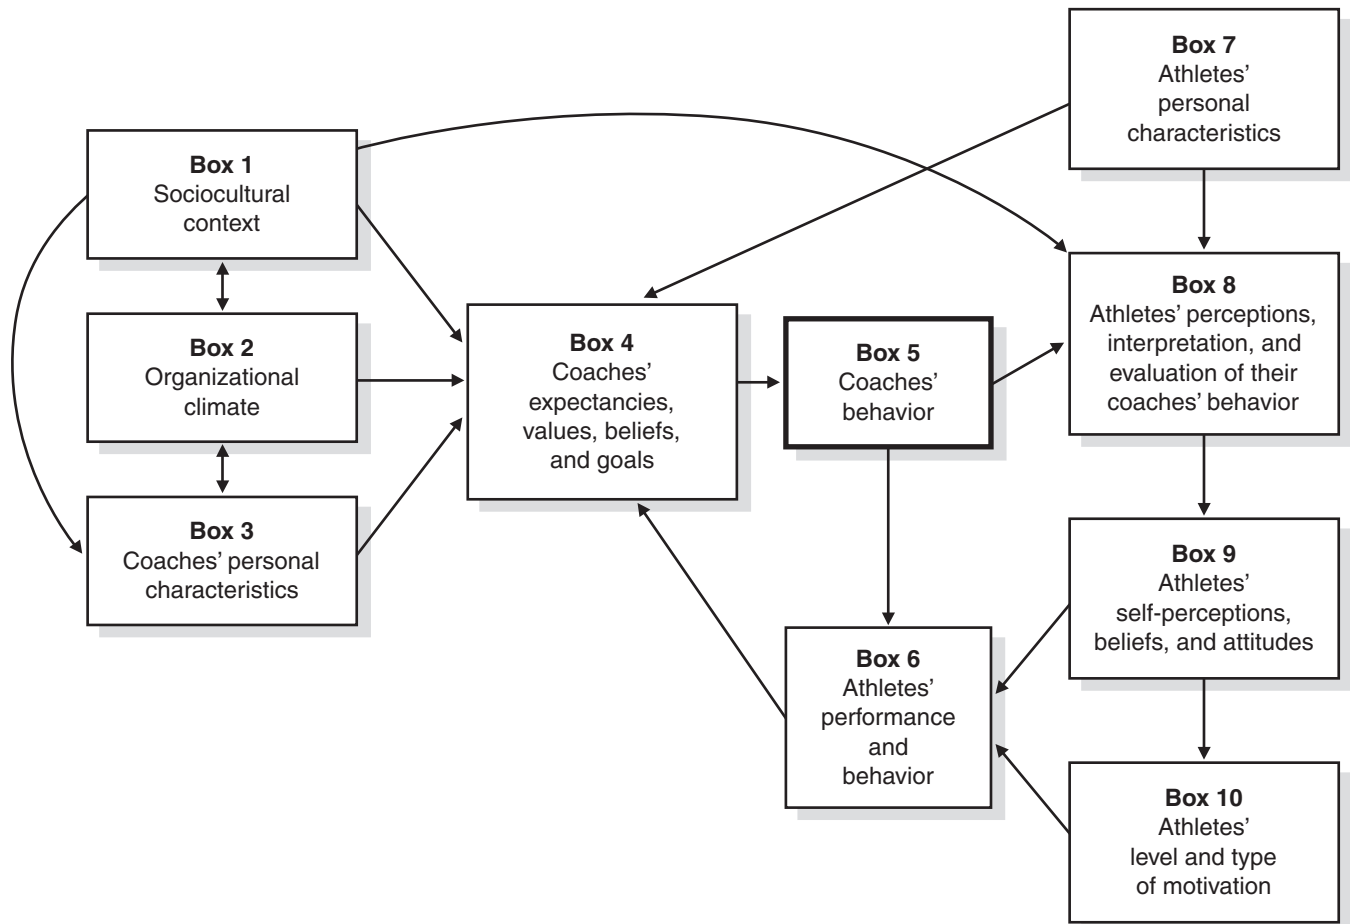 Box 1
Sociocultural
context
Box 2
Organizational
climate
Box 3
Coaches’ personal
characteristics
Box 4
Coaches’
expectancies,
values, beliefs,
and goals
Box 5
Coaches’
behavior
Box 6
Athletes’
performance
and
behavior
Box 7
Athletes’
personal
characteristics
Box 8
Athletes’ perceptions,
interpretation, and
evaluation of their
coaches’ behavior
Box 9
Athletes’
self-perceptions,
beliefs, and attitudes
Box 10
Athletes’
level and type
of motivation